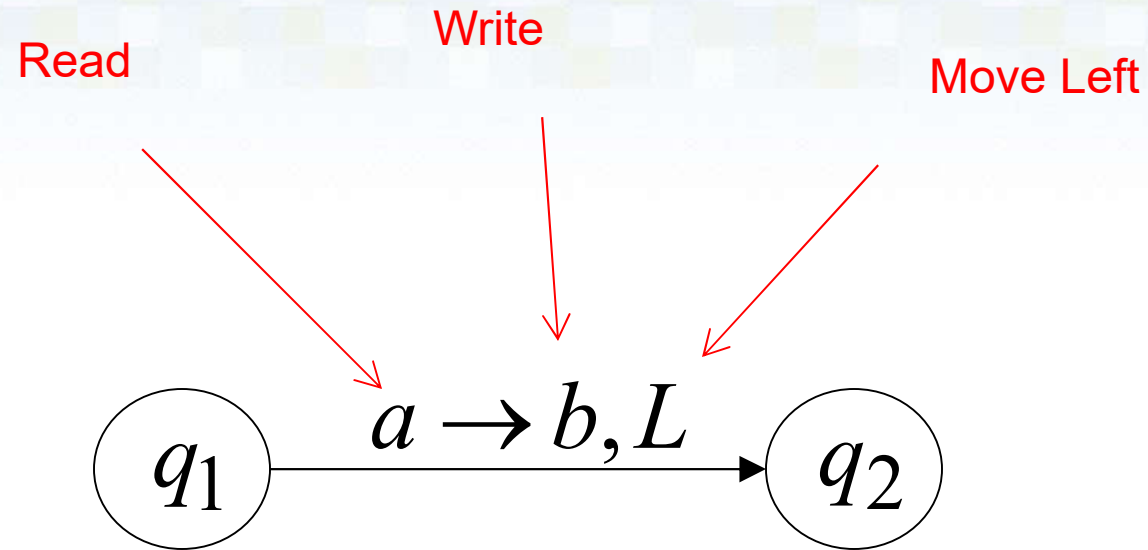 Read
Write
Move Left
a → b, L
q₁
q₂